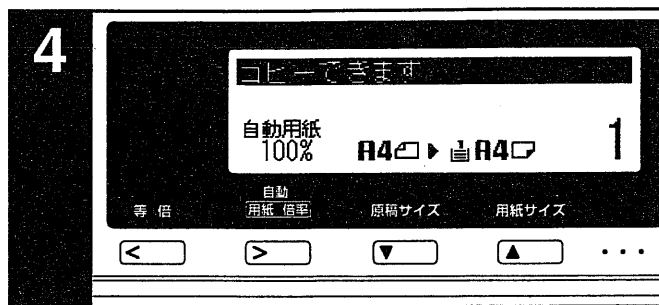 4
コピーできます
自動用紙
100% A4 ▶ 1 A4 1
自動
等倍 用紙 倍率 原稿サイズ 用紙サイズ
< > ▼ ▲ ・・・